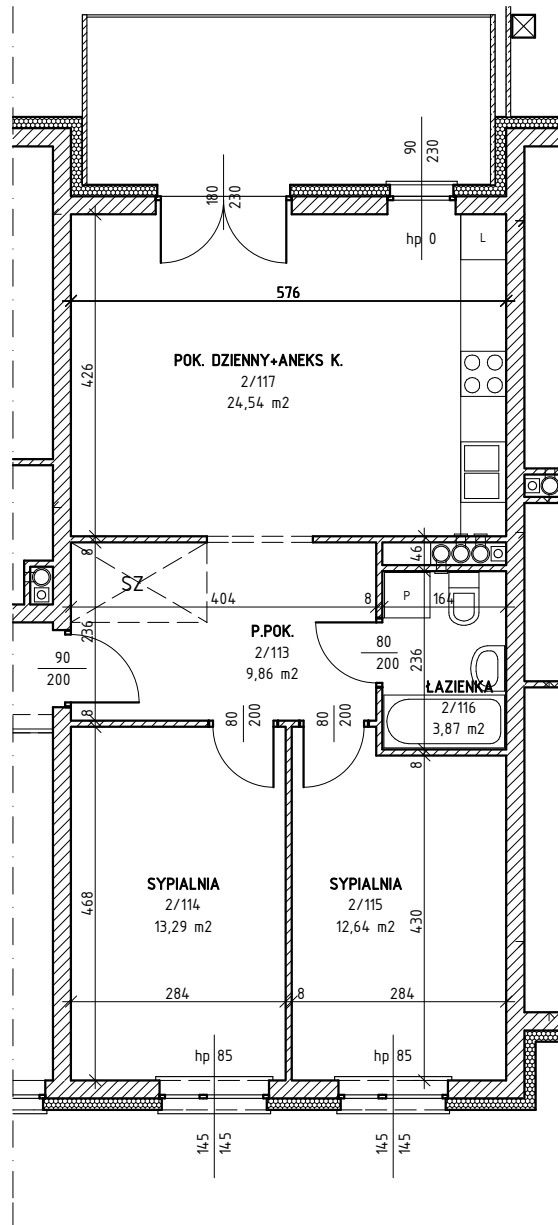 90
230
180
230
hp 0
L
576
POK. DZIENNY+ANEKS K.
2/117
24,54 m2
426
8
46
SZ
404
8
P
164
236
P.POK.
2/113
9,86 m2
80
200
236
90
200
ŁAZIENKA
2/116
3,87 m2
8
80
200
80
200
8
SYPIALNIA
2/114
13,29 m2
468
SYPIALNIA
2/115
12,64 m2
430
284
8
284
hp 85
hp 85
145
145
145
145